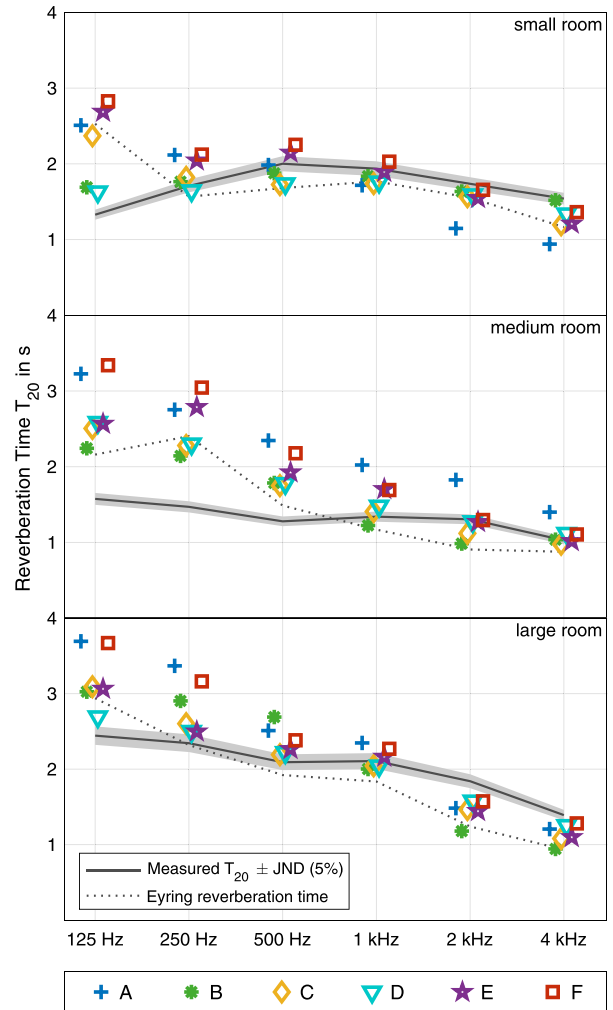 4
small room
3
2
1
4
medium room
3
2
1
4
large room
3
2
1
Reverberation Time T20 in s
Measured T20 ± JND (5%)
Eyring reverberation time
125 Hz 250 Hz 500 Hz 1 kHz 2 kHz 4 kHz
A B C D E F